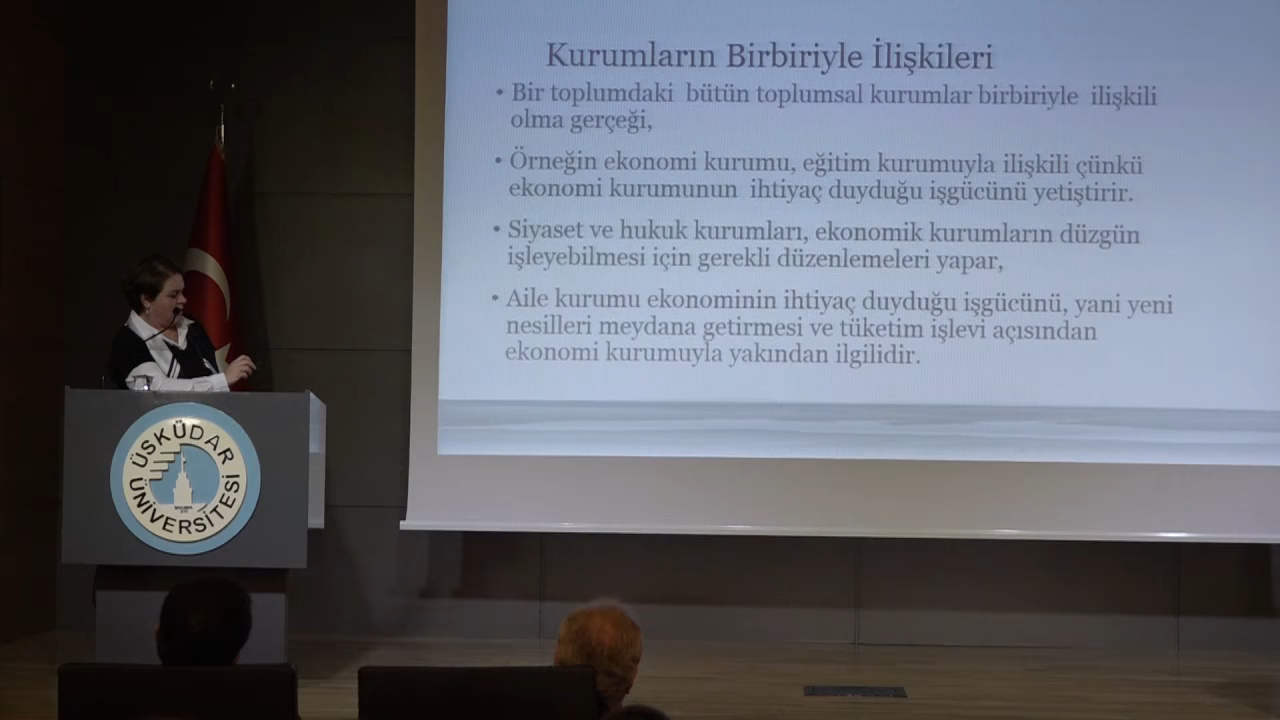 Kurumların Birbiriyle İlişkileri
• Bir toplumdaki bütün toplumsal kurumlar birbiriyle ilişkili
olma gerçeği,
• Örneğin ekonomi kurumu, eğitim kurumuyla ilişkili çünkü
ekonomi kurumunun ihtiyaç duyduğu işgücünü yetiştirir.
• Siyaset ve hukuk kurumları, ekonomik kurumların düzgün
işleyebilmesi için gerekli düzenlemeleri yapar,
• Aile kurumu ekonominin ihtiyaç duyduğu işgücünü, yani yeni
nesilleri meydana getirmesi ve tüketim işlevi açısından
ekonomi kurumuyla yakından ilgilidir.
ÜSKÜDAR
ÜNİVERSİTESİ